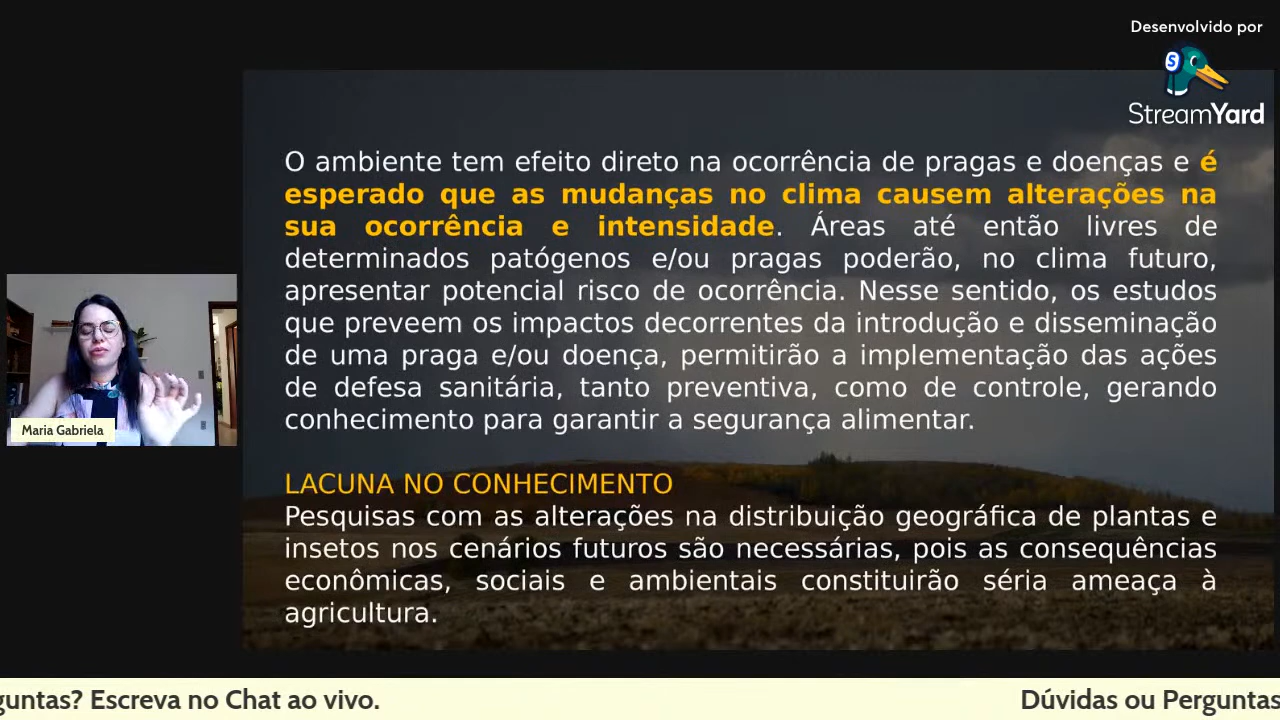 Desenvolvido por
StreamYard
O ambiente tem efeito direto na ocorrência de pragas e doenças e é
esperado que as mudanças no clima causem alterações na
sua ocorrência e intensidade. Áreas até então livres de
determinados patógenos e/ou pragas poderão, no clima futuro,
apresentar potencial risco de ocorrência. Nesse sentido, os estudos
que preveem os impactos decorrentes da introdução e disseminação
de uma praga e/ou doença, permitirão a implementação das ações
de defesa sanitária, tanto preventiva, como de controle, gerando
conhecimento para garantir a segurança alimentar.
LACUNA NO CONHECIMENTO
Pesquisas com as alterações na distribuição geográfica de plantas e
insetos nos cenários futuros são necessárias, pois as consequências
econômicas, sociais e ambientais constituirão séria ameaça à
agricultura.
Maria Gabriela
guntas? Escreva no Chat ao vivo. Dúvidas ou Perguntas